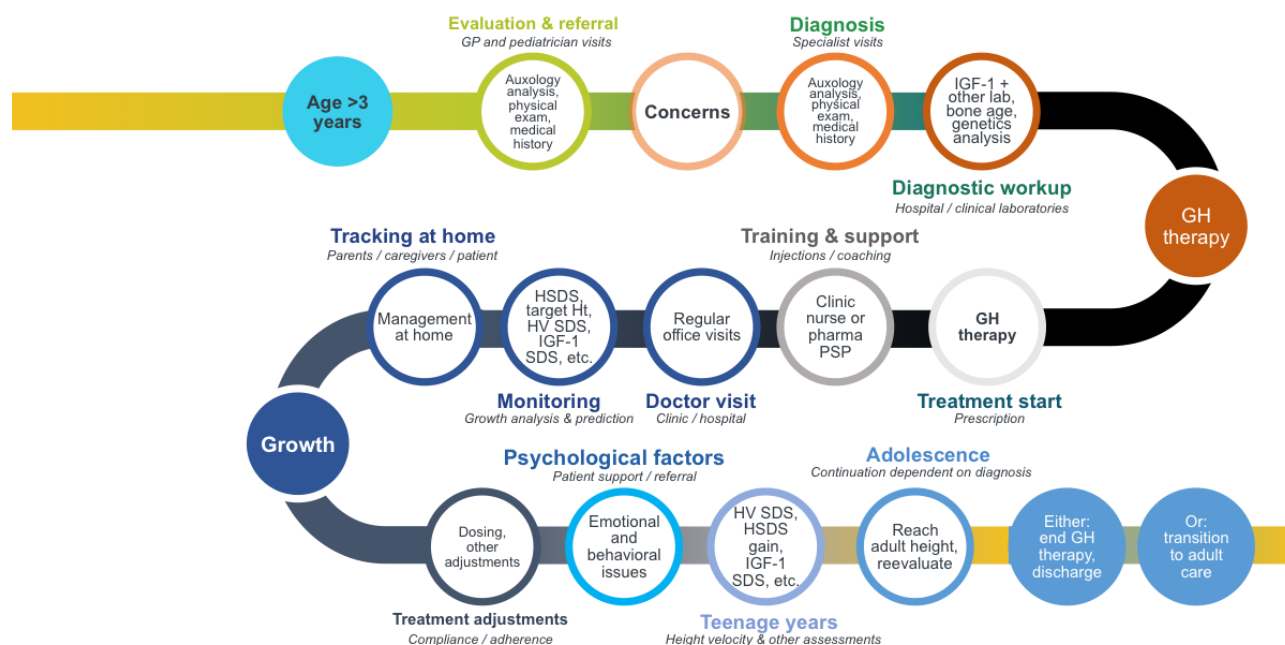 Evaluation & referral
GP and pediatrician visits
Diagnosis
Specialist visits
Age >3
years
Auxology
analysis,
physical
exam,
medical
history
Concerns
Auxology
analysis,
physical
exam,
medical
history
IGF-1 +
other lab,
bone age,
genetics
analysis
Diagnostic workup
Hospital / clinical laboratories
GH
therapy
Tracking at home
Parents / caregivers / patient
Training & support
Injections / coaching
Management
at home
HSDS,
target Ht,
HV SDS,
IGF-1
SDS, etc.
Regular
office visits
Clinic
nurse or
pharma
PSP
GH
therapy
Monitoring
Growth analysis & prediction
Doctor visit
Clinic / hospital
Treatment start
Prescription
Growth
Psychological factors
Patient support / referral
Adolescence
Continuation dependent on diagnosis
Dosing,
other
adjustments
Emotional
and
behavioral
issues
HV SDS,
HSDS
gain,
IGF-1
SDS, etc.
Reach
adult height,
reevaluate
Either:
end GH
therapy,
discharge
Or:
transition
to adult
care
Treatment adjustments
Compliance / adherence
Teenage years
Height velocity & other assessments